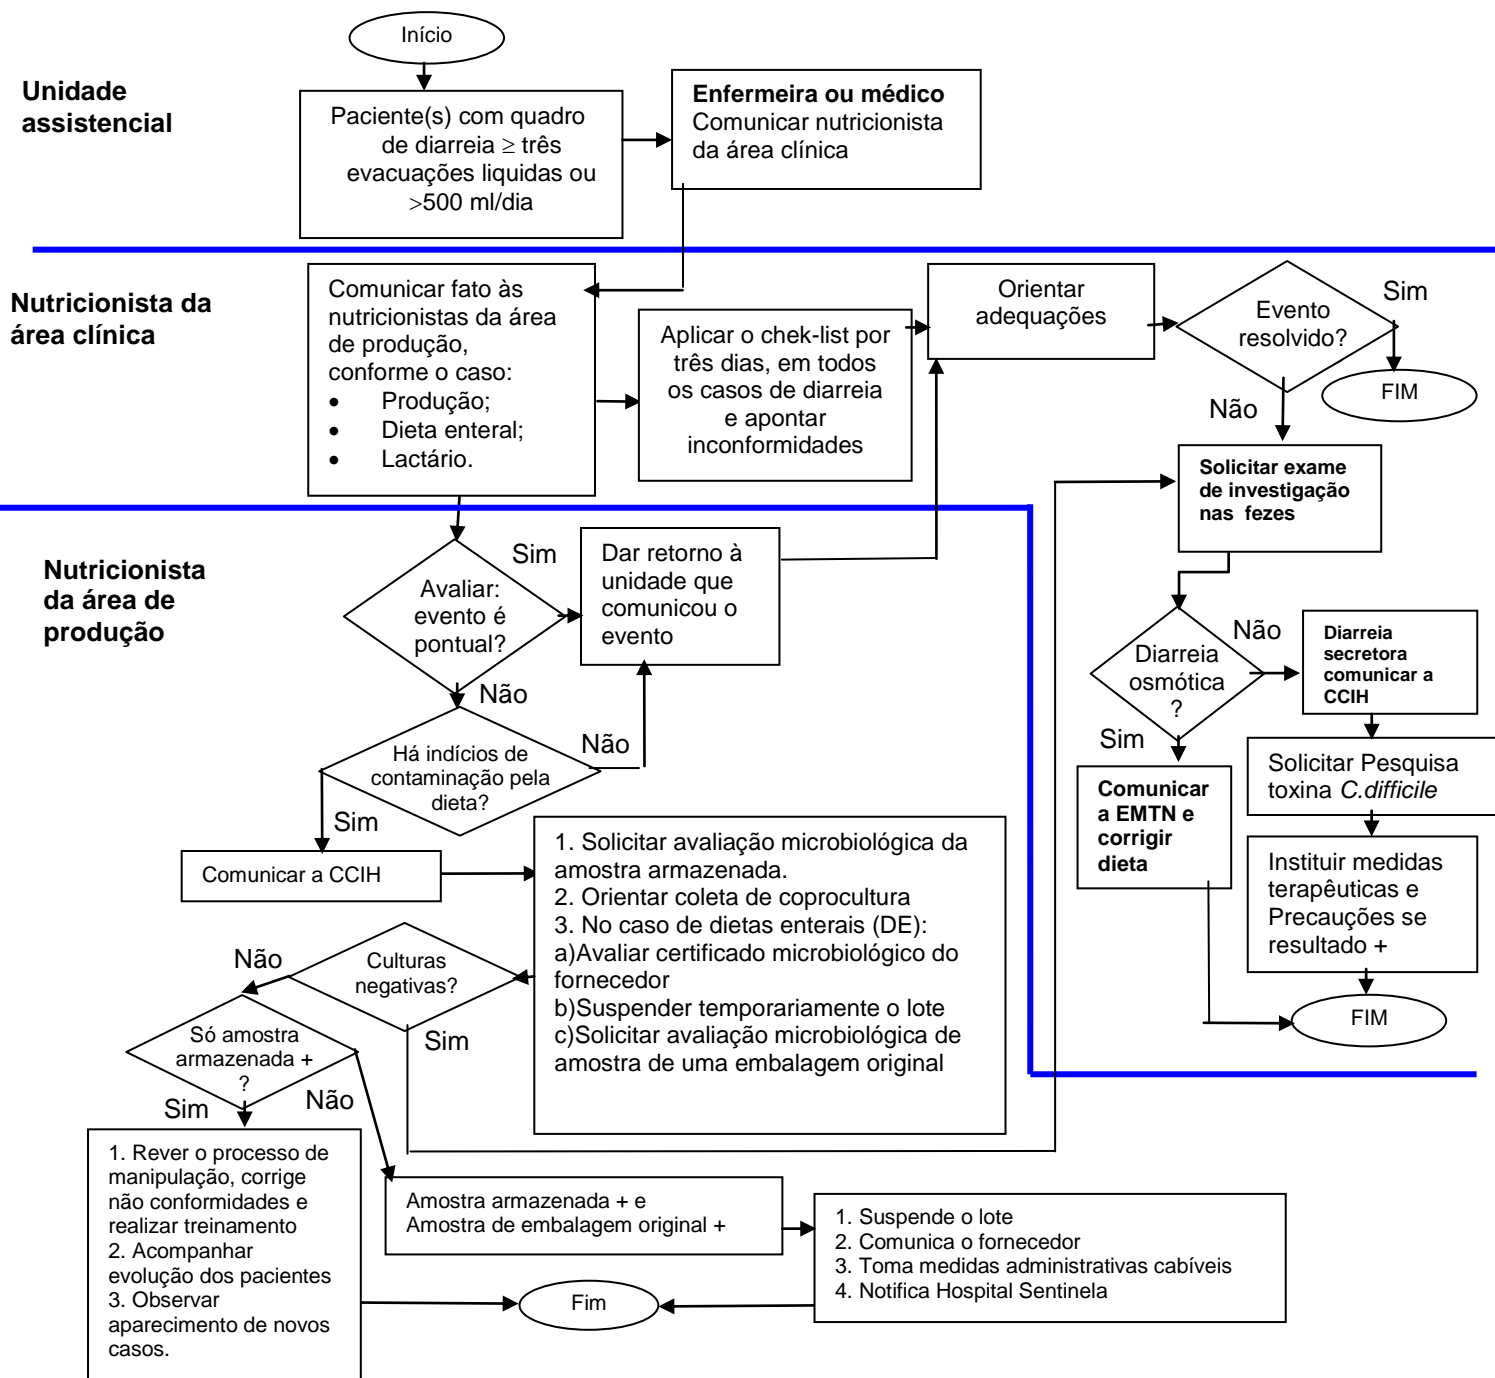 Início
Unidade
assistencial
Paciente(s) com quadro
de diarreia ≥ três
evacuações liquidas ou
>500 ml/dia
Enfermeira ou médico
Comunicar nutricionista
da área clínica
Nutricionista da
área clínica
Comunicar fato às
nutricionistas da área
de produção,
conforme o caso:
• Produção;
• Dieta enteral;
• Lactário.
Aplicar o chek-list por
três dias, em todos
os casos de diarreia
e apontar
inconformidades
Orientar
adequações
Evento
resolvido?
Sim
FIM
Não
Solicitar exame
de investigação
nas fezes
Nutricionista
da área de
produção
Avaliar:
evento é
pontual?
Sim
Dar retorno à
unidade que
comunicou o
evento
Não
Há indícios de
contaminação pela
dieta?
Não
Sim
Comunicar a CCIH
1. Solicitar avaliação microbiológica da
amostra armazenada.
2. Orientar coleta de coprocultura
3. No caso de dietas enterais (DE):
a)Avaliar certificado microbiológico do
fornecedor
b)Suspender temporariamente o lote
c)Solicitar avaliação microbiológica de
amostra de uma embalagem original
Diarreia
osmótica
?
Não
Diarreia
secretora
comunicar a
CCIH
Sim
Comunicar
a EMTN e
corrigir
dieta
Solicitar Pesquisa
toxina C.difficile
Instituir medidas
terapêuticas e
Precauções se
resultado +
FIM
Culturas
negativas?
Não
Sim
Só amostra
armazenada +
?
Sim
Não
1. Rever o processo de
manipulação, corrige
não conformidades e
realizar treinamento
2. Acompanhar
evolução dos pacientes
3. Observar
aparecimento de novos
casos.
Amostra armazenada + e
Amostra de embalagem original +
1. Suspende o lote
2. Comunica o fornecedor
3. Toma medidas administrativas cabíveis
4. Notifica Hospital Sentinela
Fim